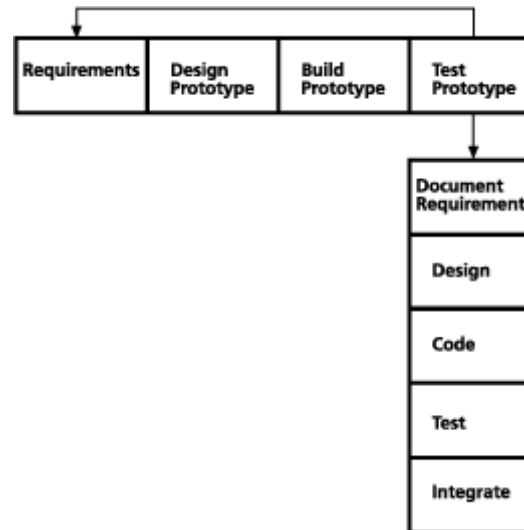 Requirements
Design
Prototype
Build
Prototype
Test
Prototype
Document
Requirement
Design
Code
Test
Integrate